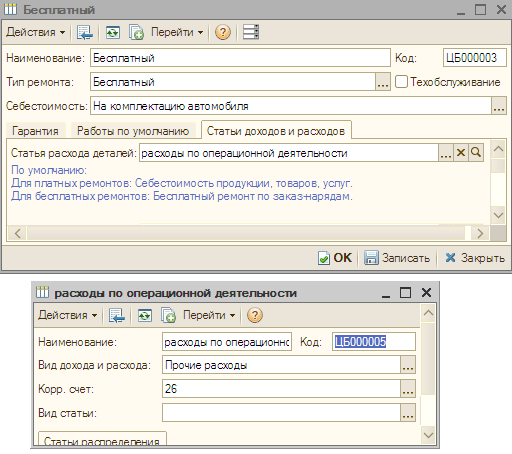 Бесплатный
Действия Перейти
Наименование: Бесплатный Код: ЦБ000003
Тип ремонта: Бесплатный ... Техобслуживание
Себестоимость: На комплектацию автомобиля ...
Гарантия Работы по умолчанию Статьи доходов и расходов
Статья расхода деталей: расходы по операционной деятельности ...
По умолчанию:
Для платных ремонтов: Себестоимость продукции, товаров, услуг.
Для бесплатных ремонтов: Бесплатный ремонт по заказ-нарядам.
OK Записать Закрыть
расходы по операционной деятельности
Действия Перейти
Наименование: расходы по операционно Код: ЦБ000005
Вид дохода и расхода: Прочие расходы ...
Корр. счет: 26 ...
Вид статьи: ...
Статьи распределения